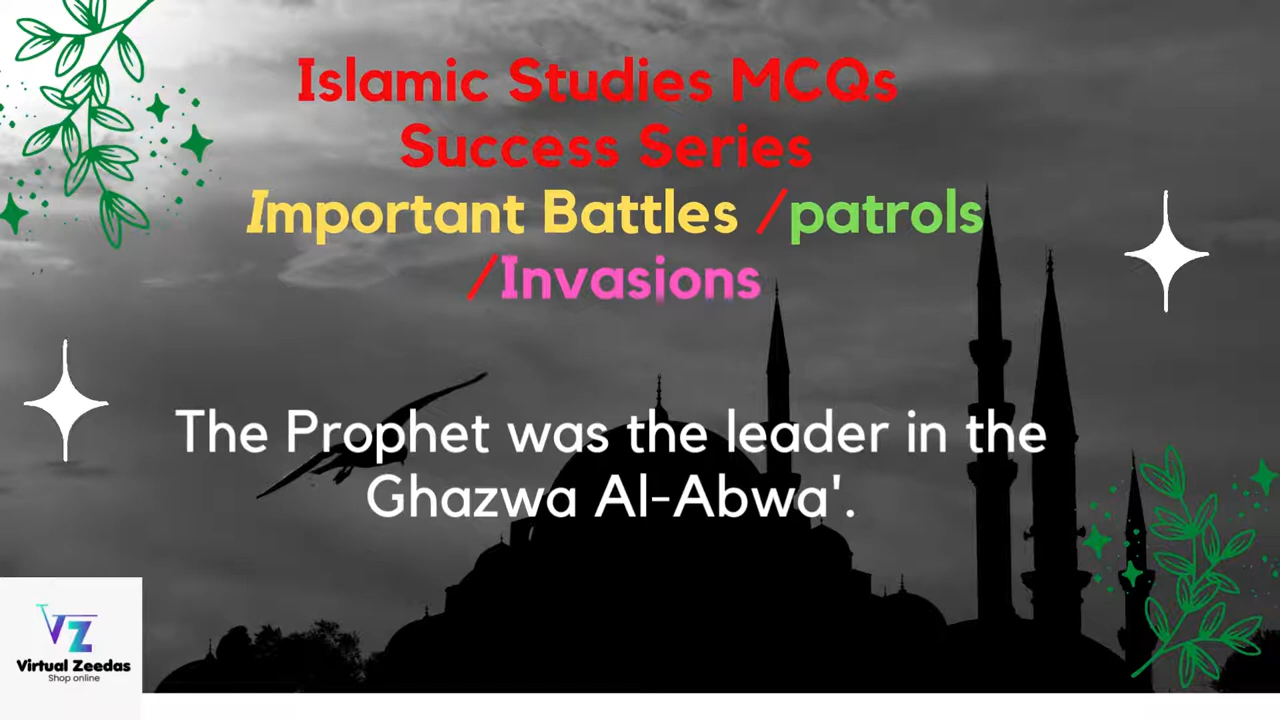 Islamic Studies MCQs
Success Series
Important Battles /patrols
/Invasions
The Prophet was the leader in the
Ghazwa Al-Abwa'.
VZ
Virtual Zeedas
Shop online